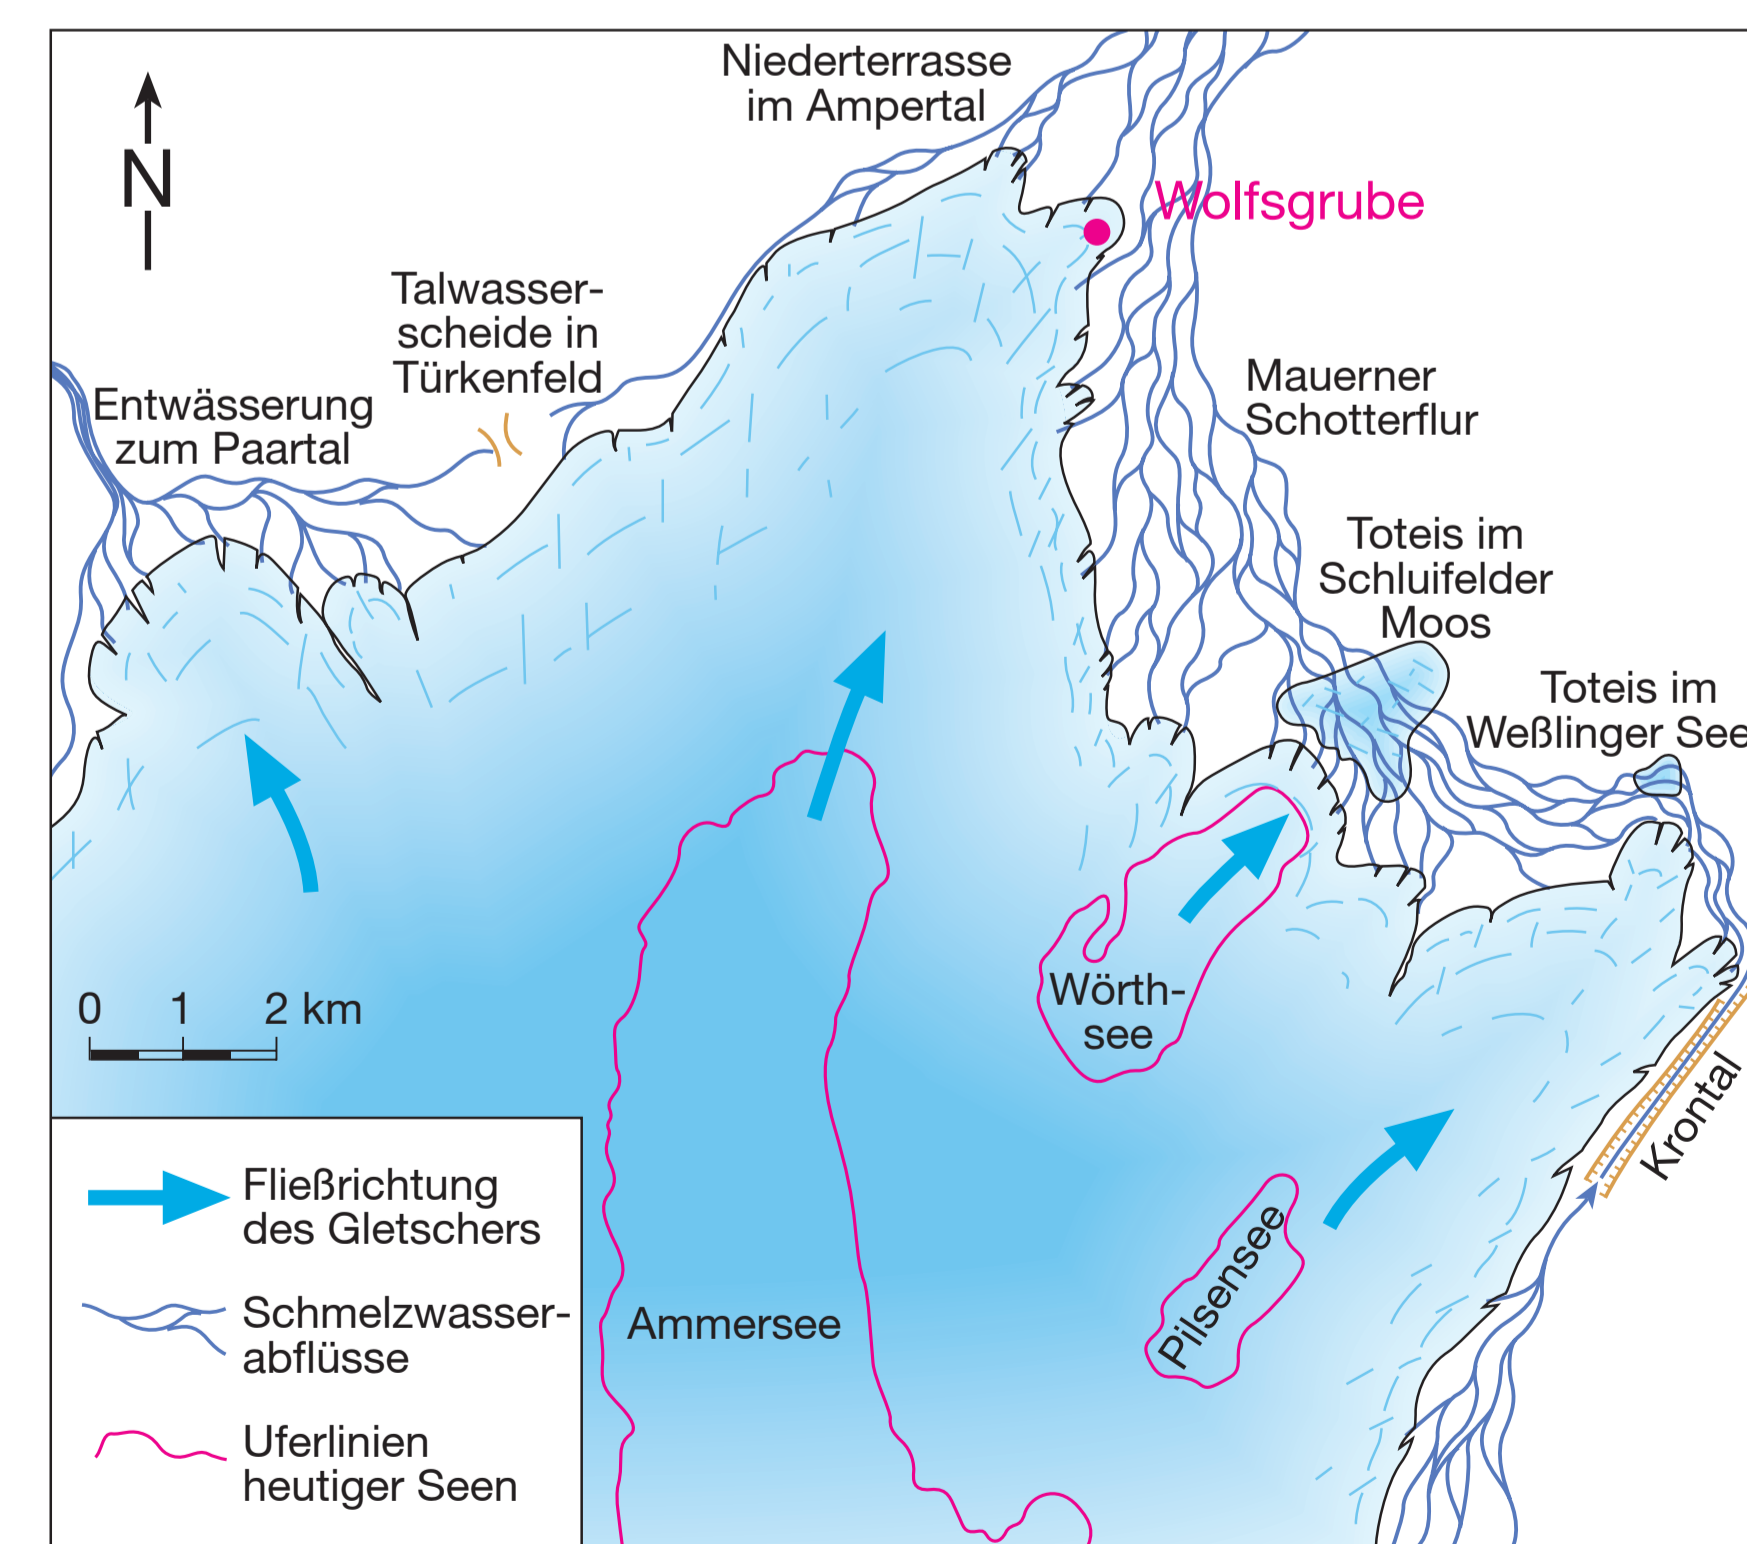 Niederterrasse
im Ampertal
N
Wolfsgrube
Talwasser-
scheide in
Türkenfeld
Entwässerung
zum Paartal
Mauerner
Schotterflur
Toteis im
Schluifelder
Moos
Toteis im
Weßlinger See
Wörth-
see
0 1 2 km
Krontal
Pilsensee
Ammersee
Fließrichtung
des Gletschers
Schmelzwasser-
abflüsse
Uferlinien
heutiger Seen